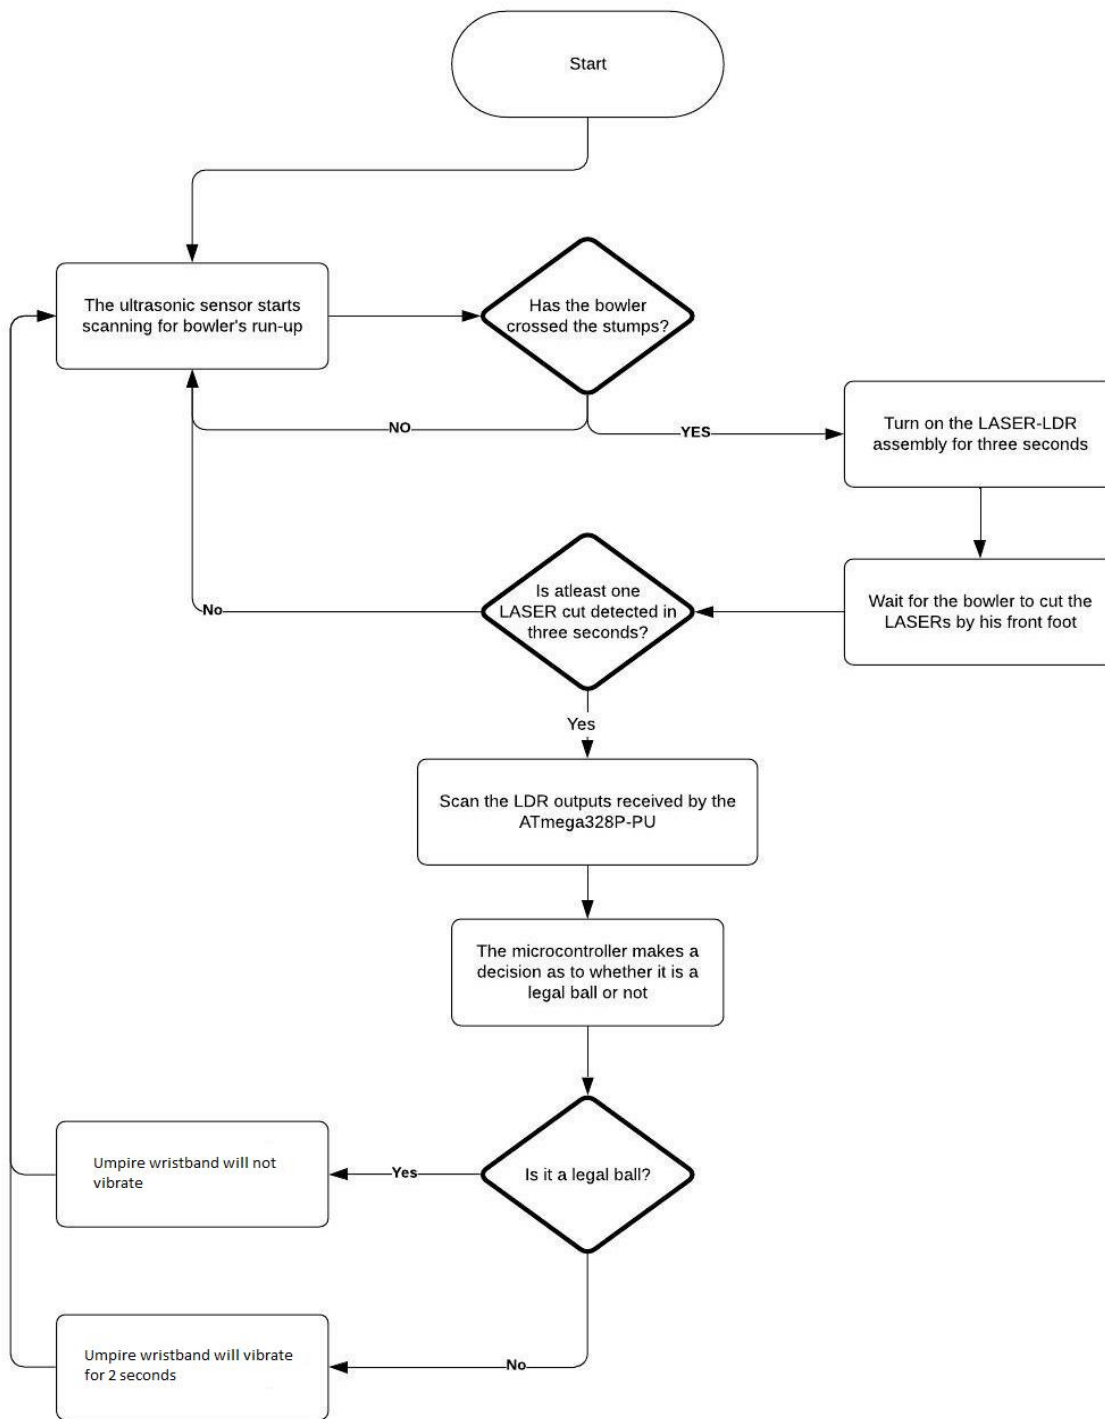 Start
The ultrasonic sensor starts
scanning for bowler's run-up
Has the bowler
crossed the stumps?
NO
YES
Turn on the LASER-LDR
assembly for three seconds
Wait for the bowler to cut the
LASERs by his front foot
Is atleast one
LASER cut detected in
three seconds?
No
Yes
Scan the LDR outputs received by the
ATmega328P-PU
The microcontroller makes a
decision as to whether it is a
legal ball or not
Is it a legal ball?
Yes
Umpire wristband will not
vibrate
No
Umpire wristband will vibrate
for 2 seconds